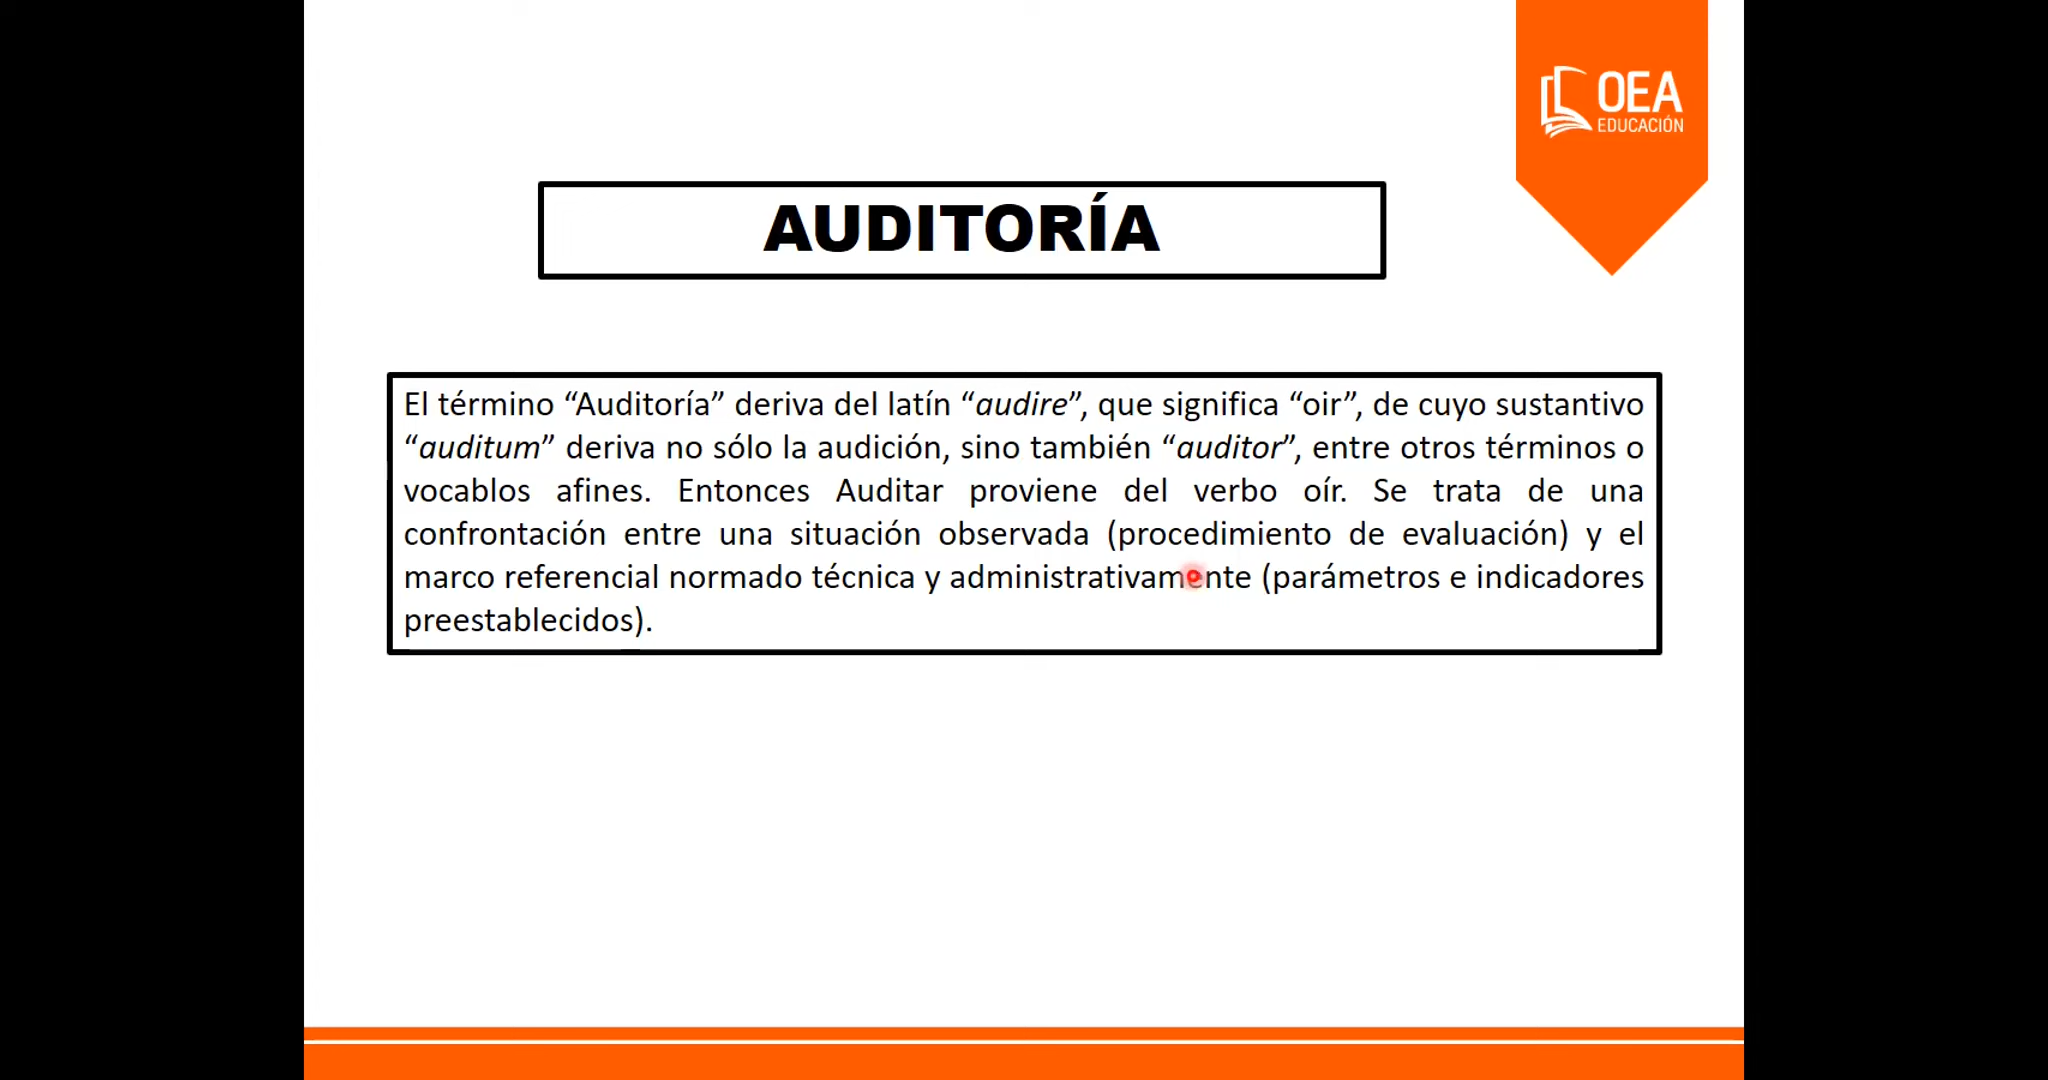 OEA
EDUCACIÓN
AUDITORÍA
El término “Auditoría” deriva del latín “audire”, que significa “oir”, de cuyo sustantivo
“auditum” deriva no sólo la audición, sino también “auditor”, entre otros términos o
vocablos afines. Entonces Auditar proviene del verbo oír. Se trata de una
confrontación entre una situación observada (procedimiento de evaluación) y el
marco referencial normado técnica y administrativamente (parámetros e indicadores
preestablecidos).